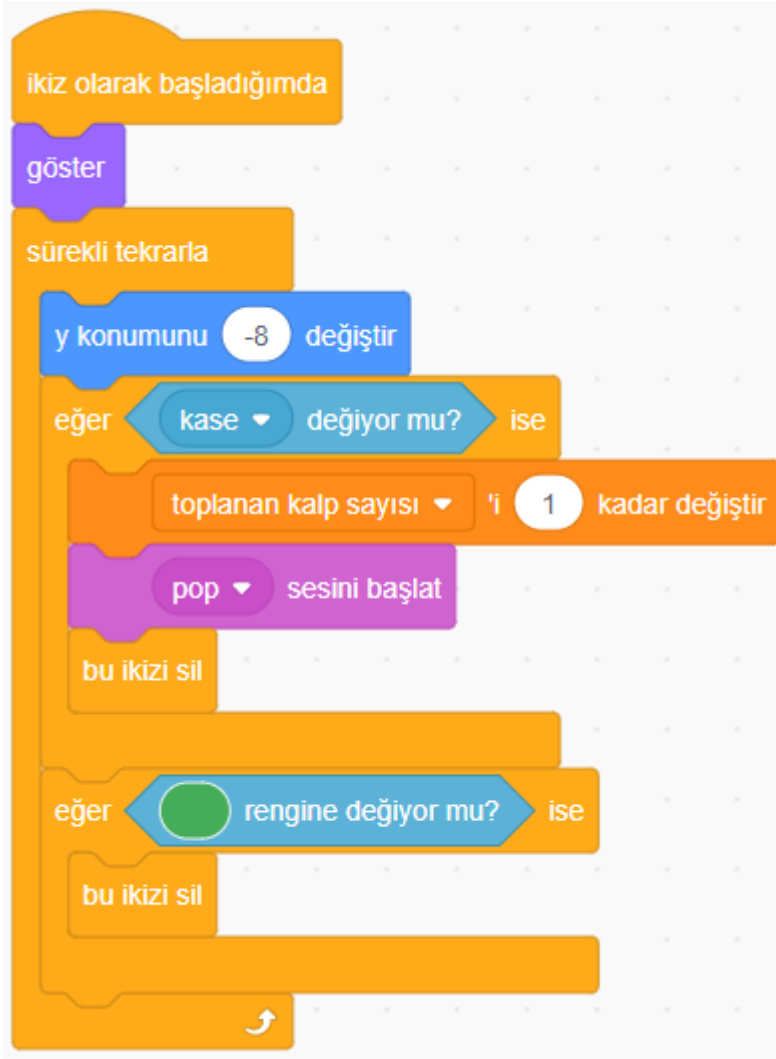 ikiz olarak başladığımda
göster
sürekli tekrarla
y konumunu -8 değiştir
eğer kase değiyor mu? ise
toplanan kalp sayısı 'i 1 kadar değiştir
pop sesini başlat
bu ikizi sil
eğer rengine değiyor mu? ise
bu ikizi sil